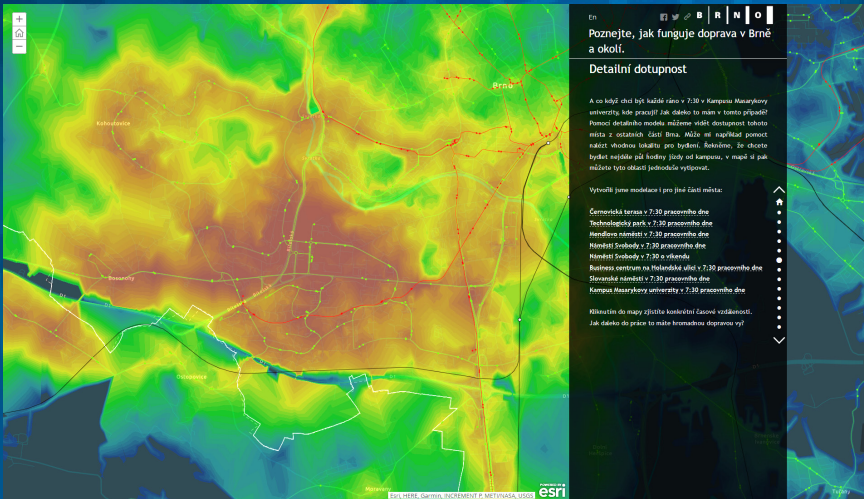 +
−
Brno
Kohoutovice
Bosonohy
Ostopovice
Moravany
Esri, HERE, Garmin, INCREMENT P, METI/NASA, USGS
POWERED BY
esri
En
BRNO
Poznejte, jak funguje doprava v Brně
a okolí.
Detailní dotupnost
A co když chci být každé ráno v 7:30 v Kampusu Masarykovy
univerzity, kde pracuji? Jak daleko to mám v tomto případě?
Pomocí detailního modelu můžeme vidět dostupnost tohoto
místa z ostatních částí Brna. Může mi například pomoct
nalézt vhodnou lokalitu pro bydlení. Řekněme, že chcete
bydlet nejdéle půl hodiny jízdy od kampusu, v mapě si pak
můžete tyto oblasti jednoduše vytipovat.
Vytvořili jsme modelace i pro jiné části města:
Černovická terasa v 7:30 pracovního dne
Technologický park v 7:30 pracovního dne
Mendlovo náměstí v 7:30 pracovního dne
Náměstí Svobody v 7:30 pracovního dne
Náměstí Svobody v 7:30 o víkendu
Business centrum na Holandské ulici v 7:30 pracovního dne
Slovanské náměstí v 7:30 pracovního dne
Kampus Masarykovy univerzity v 7:30 pracovního dne
Kliknutím do mapy zjistíte konkrétní časové vzdálenosti.
Jak daleko do práce to máte hromadnou dopravou vy?